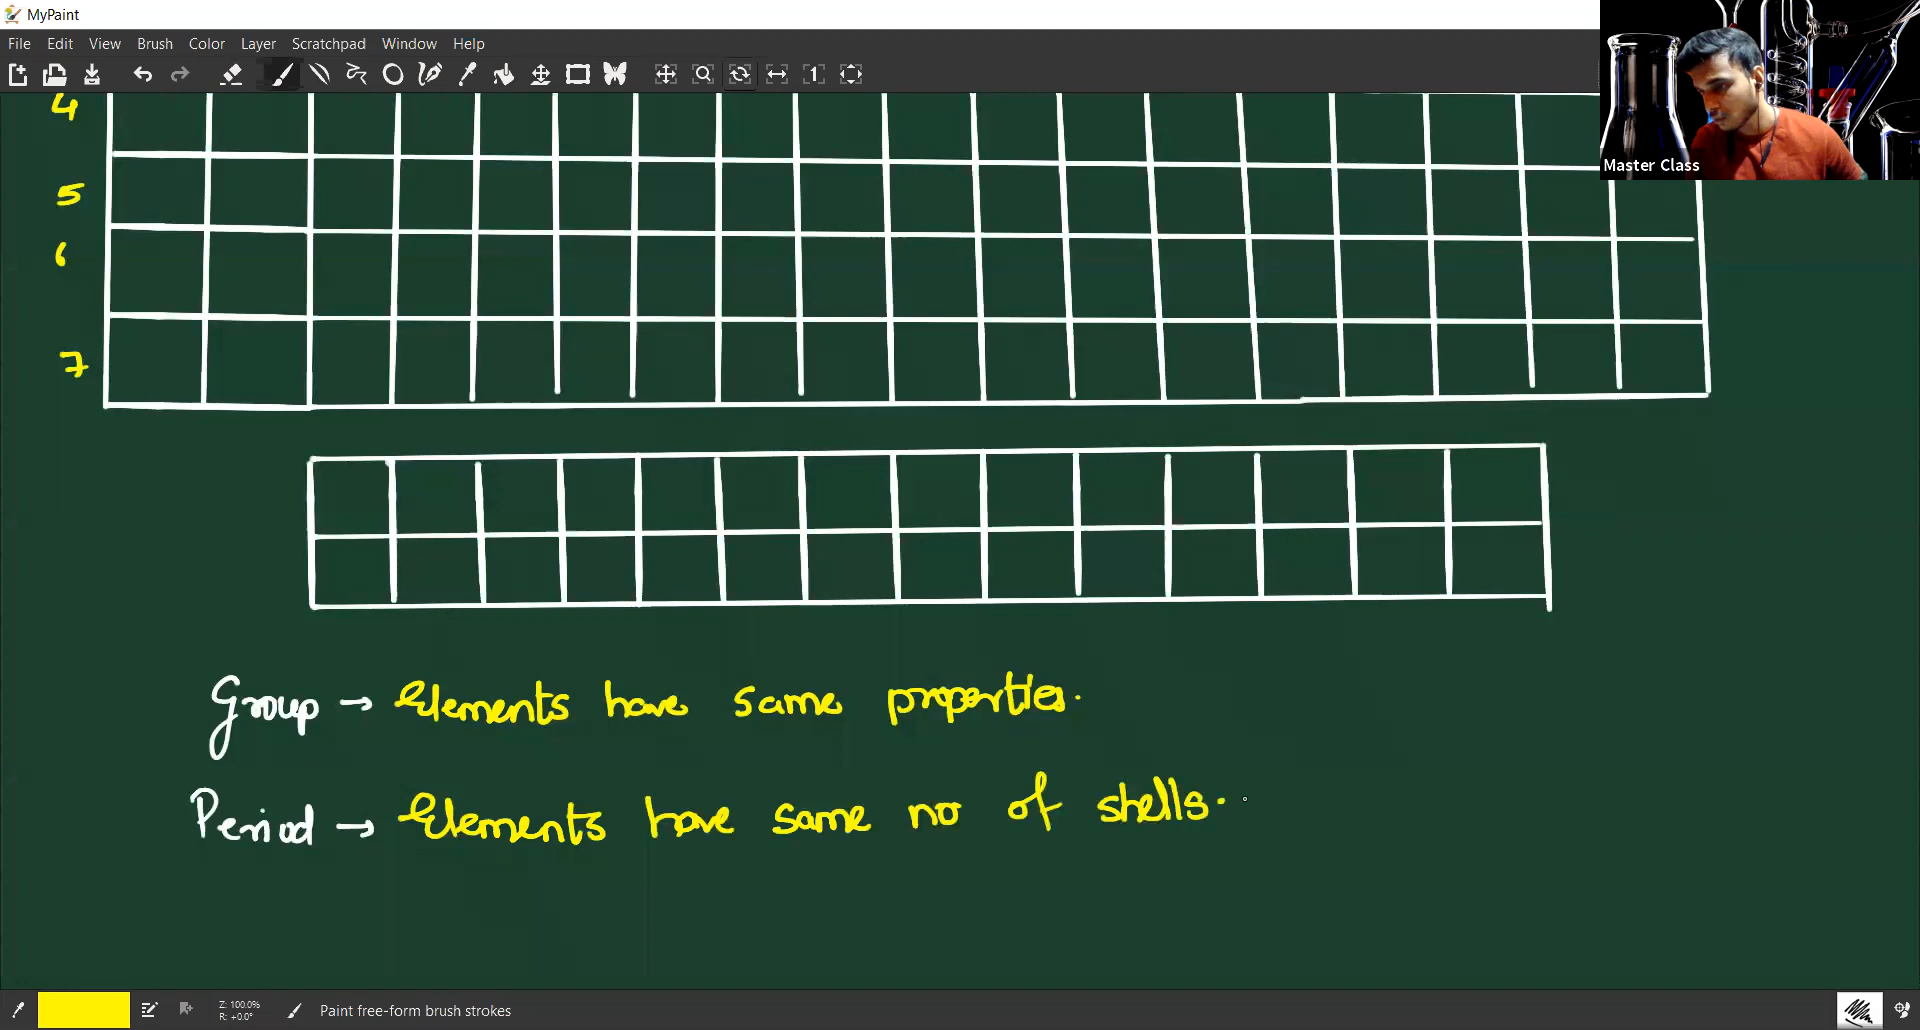 MyPaint
File Edit View Brush Color Layer Scratchpad Window Help
1
Master Class
4
5
6
7
Group → Elements have same properties.
Period → Elements have same no of shells.
Z: 100.0%
R: +0.0°
Paint free-form brush strokes